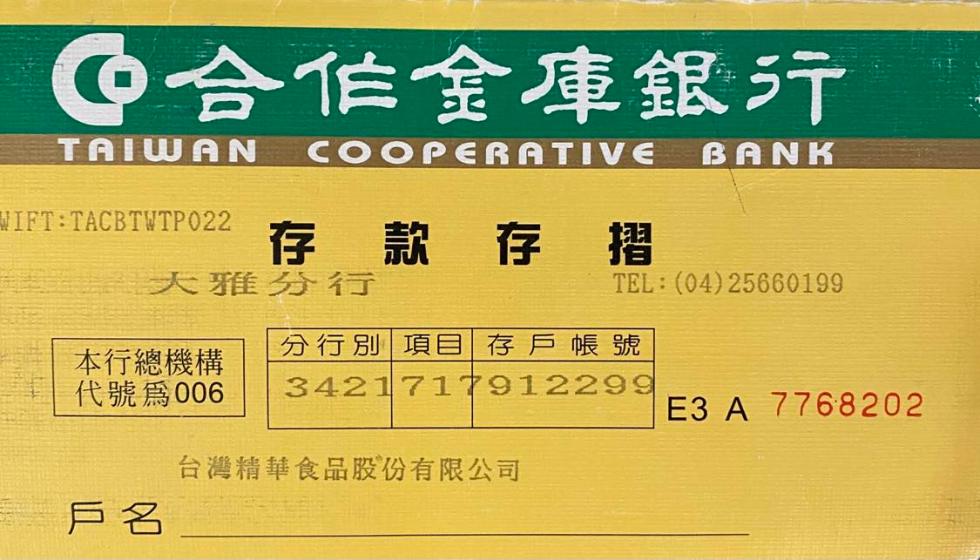 合作金庫銀行
TAIWAN COOPERATIVE BANK
WIFT:TACBTWTP022
存款存摺
大雅分行
TEL:(04)25660199
本行總機構
代號為006
分行別 項目 存戶帳號
3421717912299
E3 A 7768202
台灣精華食品股份有限公司
戶名